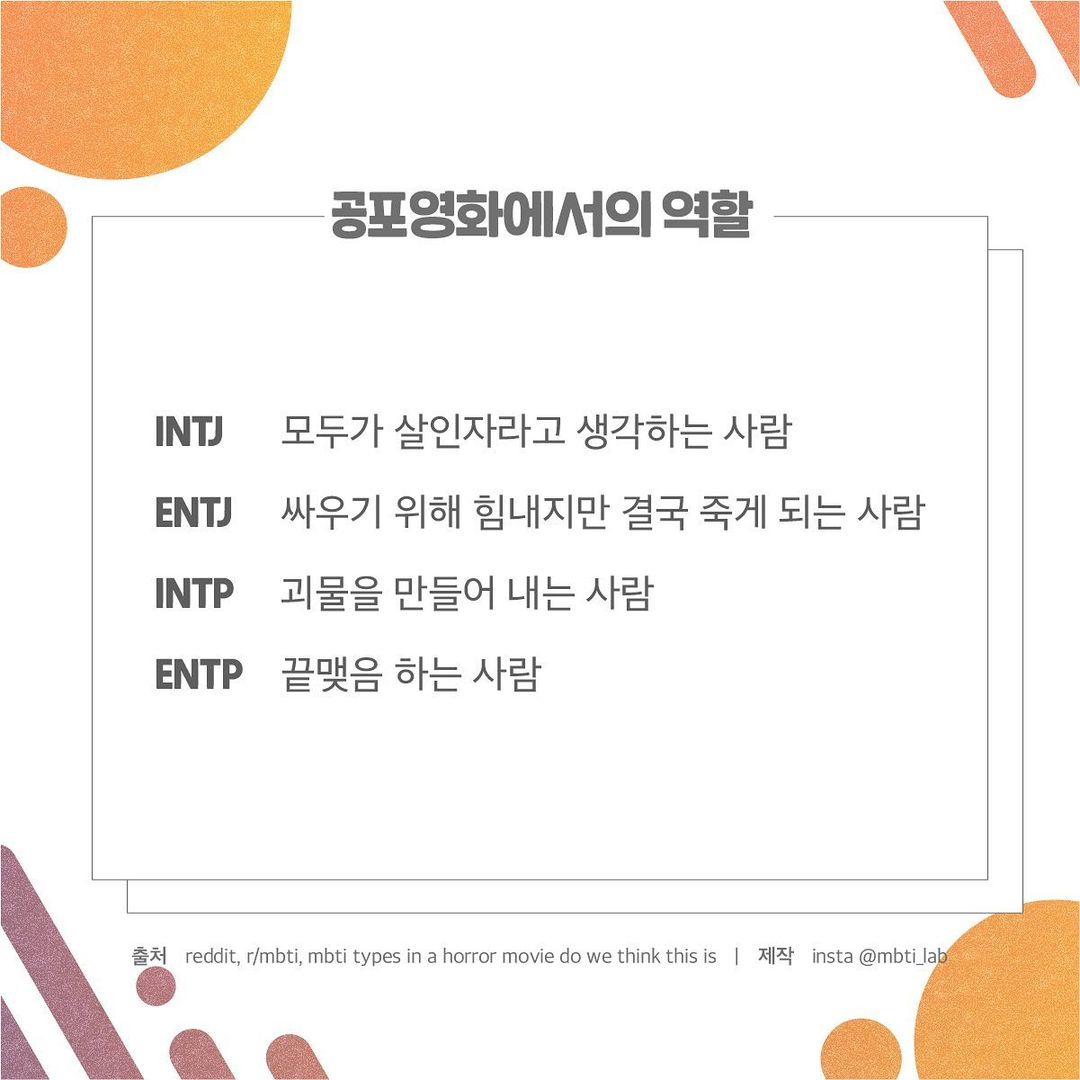 공포영화에서의 역할
INTJ 모두가 살인자라고 생각하는 사람
ENTJ 싸우기 위해 힘내지만 결국 죽게 되는 사람
INTP 괴물을 만들어 내는 사람
ENTP 끝맺음 하는 사람
출처 reddit, r/mbti, mbti types in a horror movie do we think this is | 제작 insta @mbti_lab